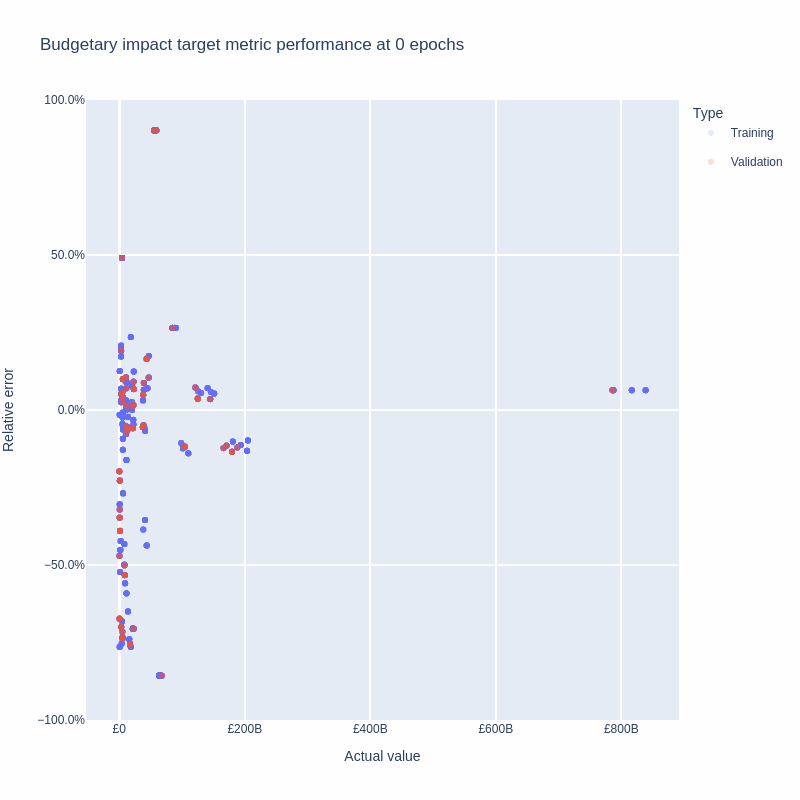 Budgetary impact target metric performance at 0 epochs
Type
Training
Validation
100.0%
50.0%
0.0%
−50.0%
−100.0%
Relative error
£0
£200B
£400B
£600B
£800B
Actual value